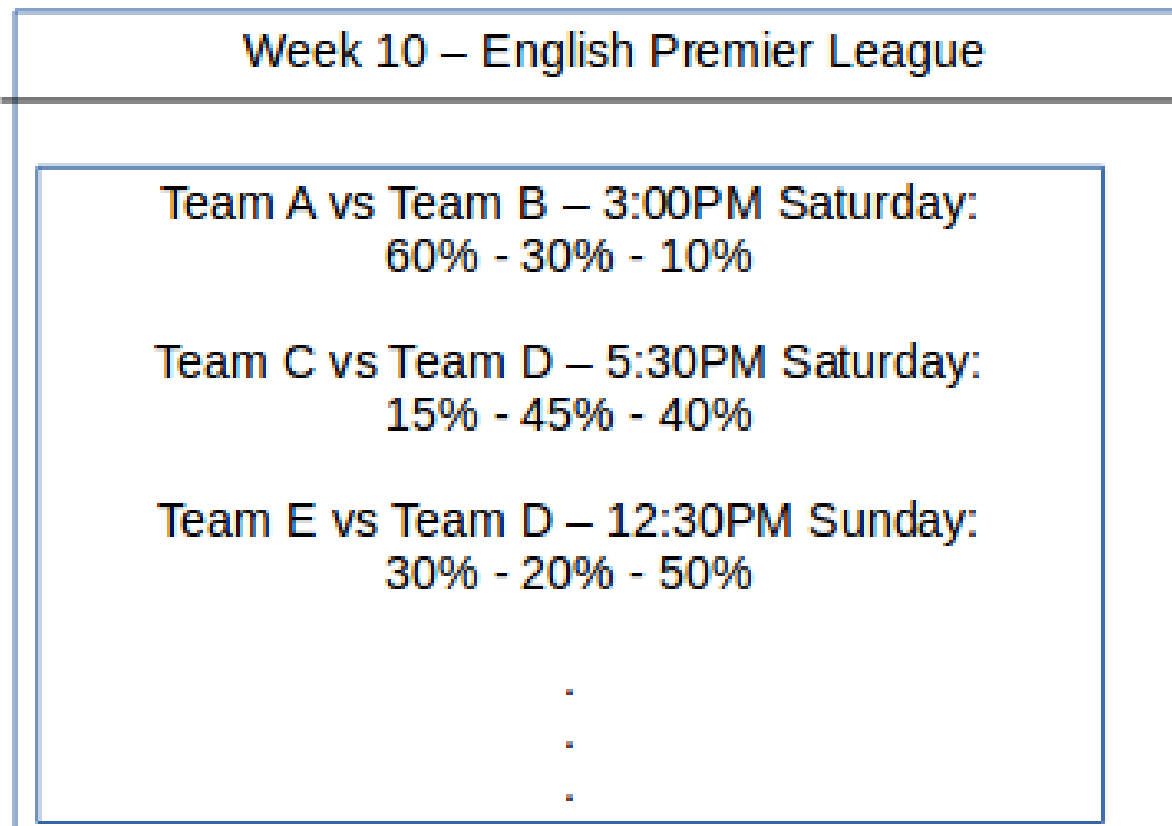 Week 10 – English Premier League
Team A vs Team B – 3:00PM Saturday:
60% - 30% - 10%
Team C vs Team D – 5:30PM Saturday:
15% - 45% - 40%
Team E vs Team D – 12:30PM Sunday:
30% - 20% - 50%
.
.
.